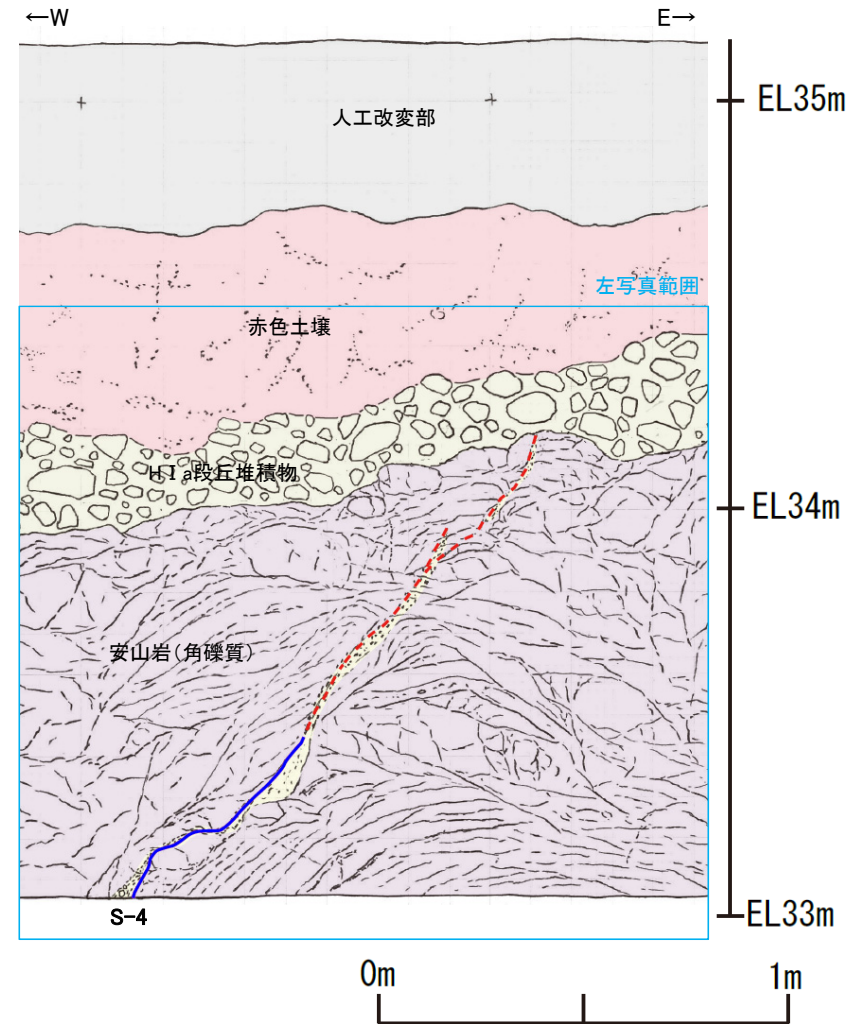 ←W
E→
EL35m
人工改変部
左写真範囲
赤色土壌
HⅠa段丘堆積物
EL34m
安山岩(角礫質)
S-4
EL33m
0m
1m